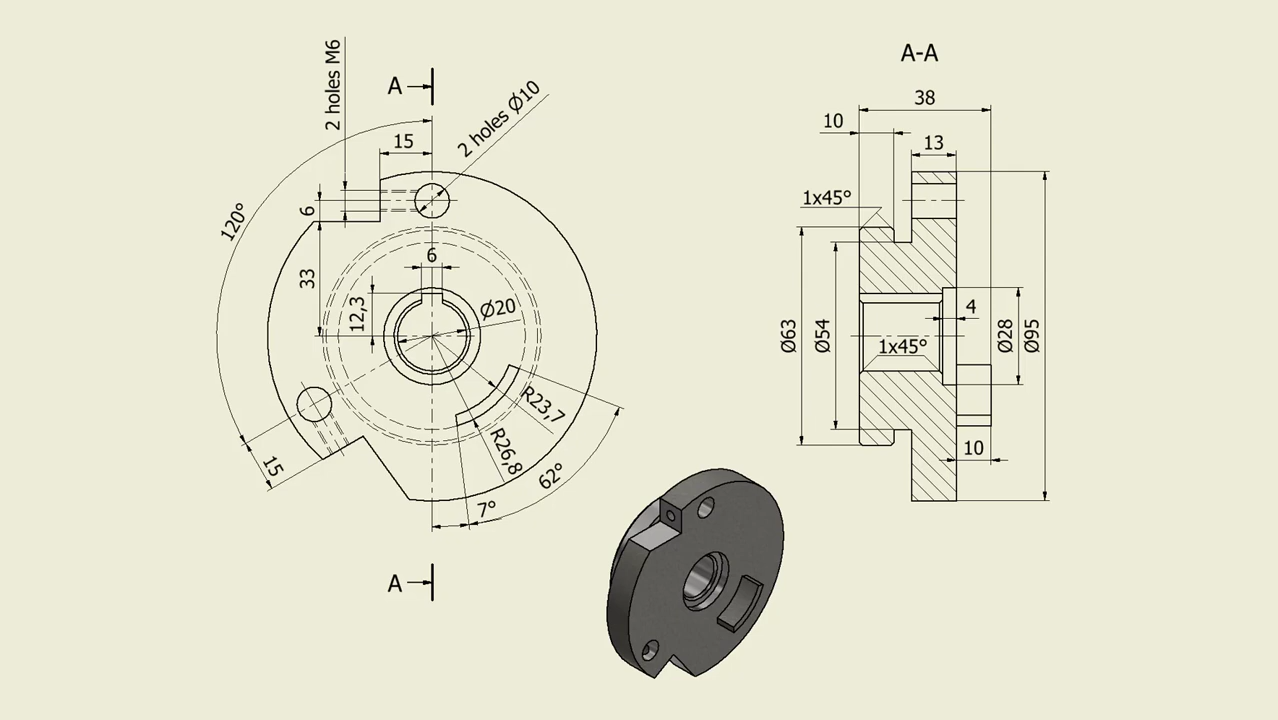 A-A
A
2 holes M6
2 holes Ø10
15
120°
6
33
6
12,3
Ø20
R23,7
R26,8
62°
7°
15
A
38
10
13
1x45°
4
Ø63
Ø54
Ø28
Ø95
1x45°
10